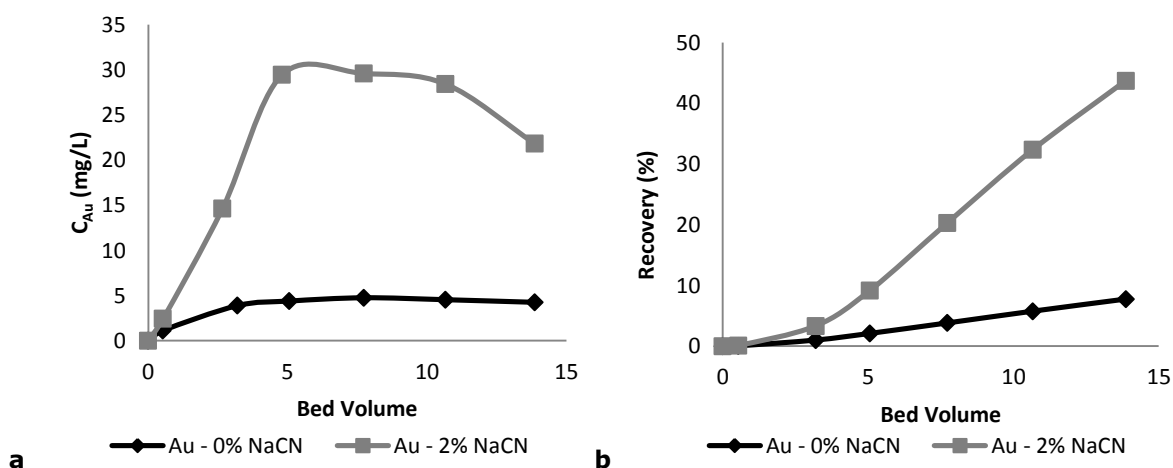 35
30
25
20
15
10
5
0
C_Au (mg/L)
0 5 10 15
Bed Volume
Au - 0% NaCN Au - 2% NaCN
a
50
40
30
20
10
0
Recovery (%)
0 5 10 15
Bed Volume
Au - 0% NaCN Au - 2% NaCN
b